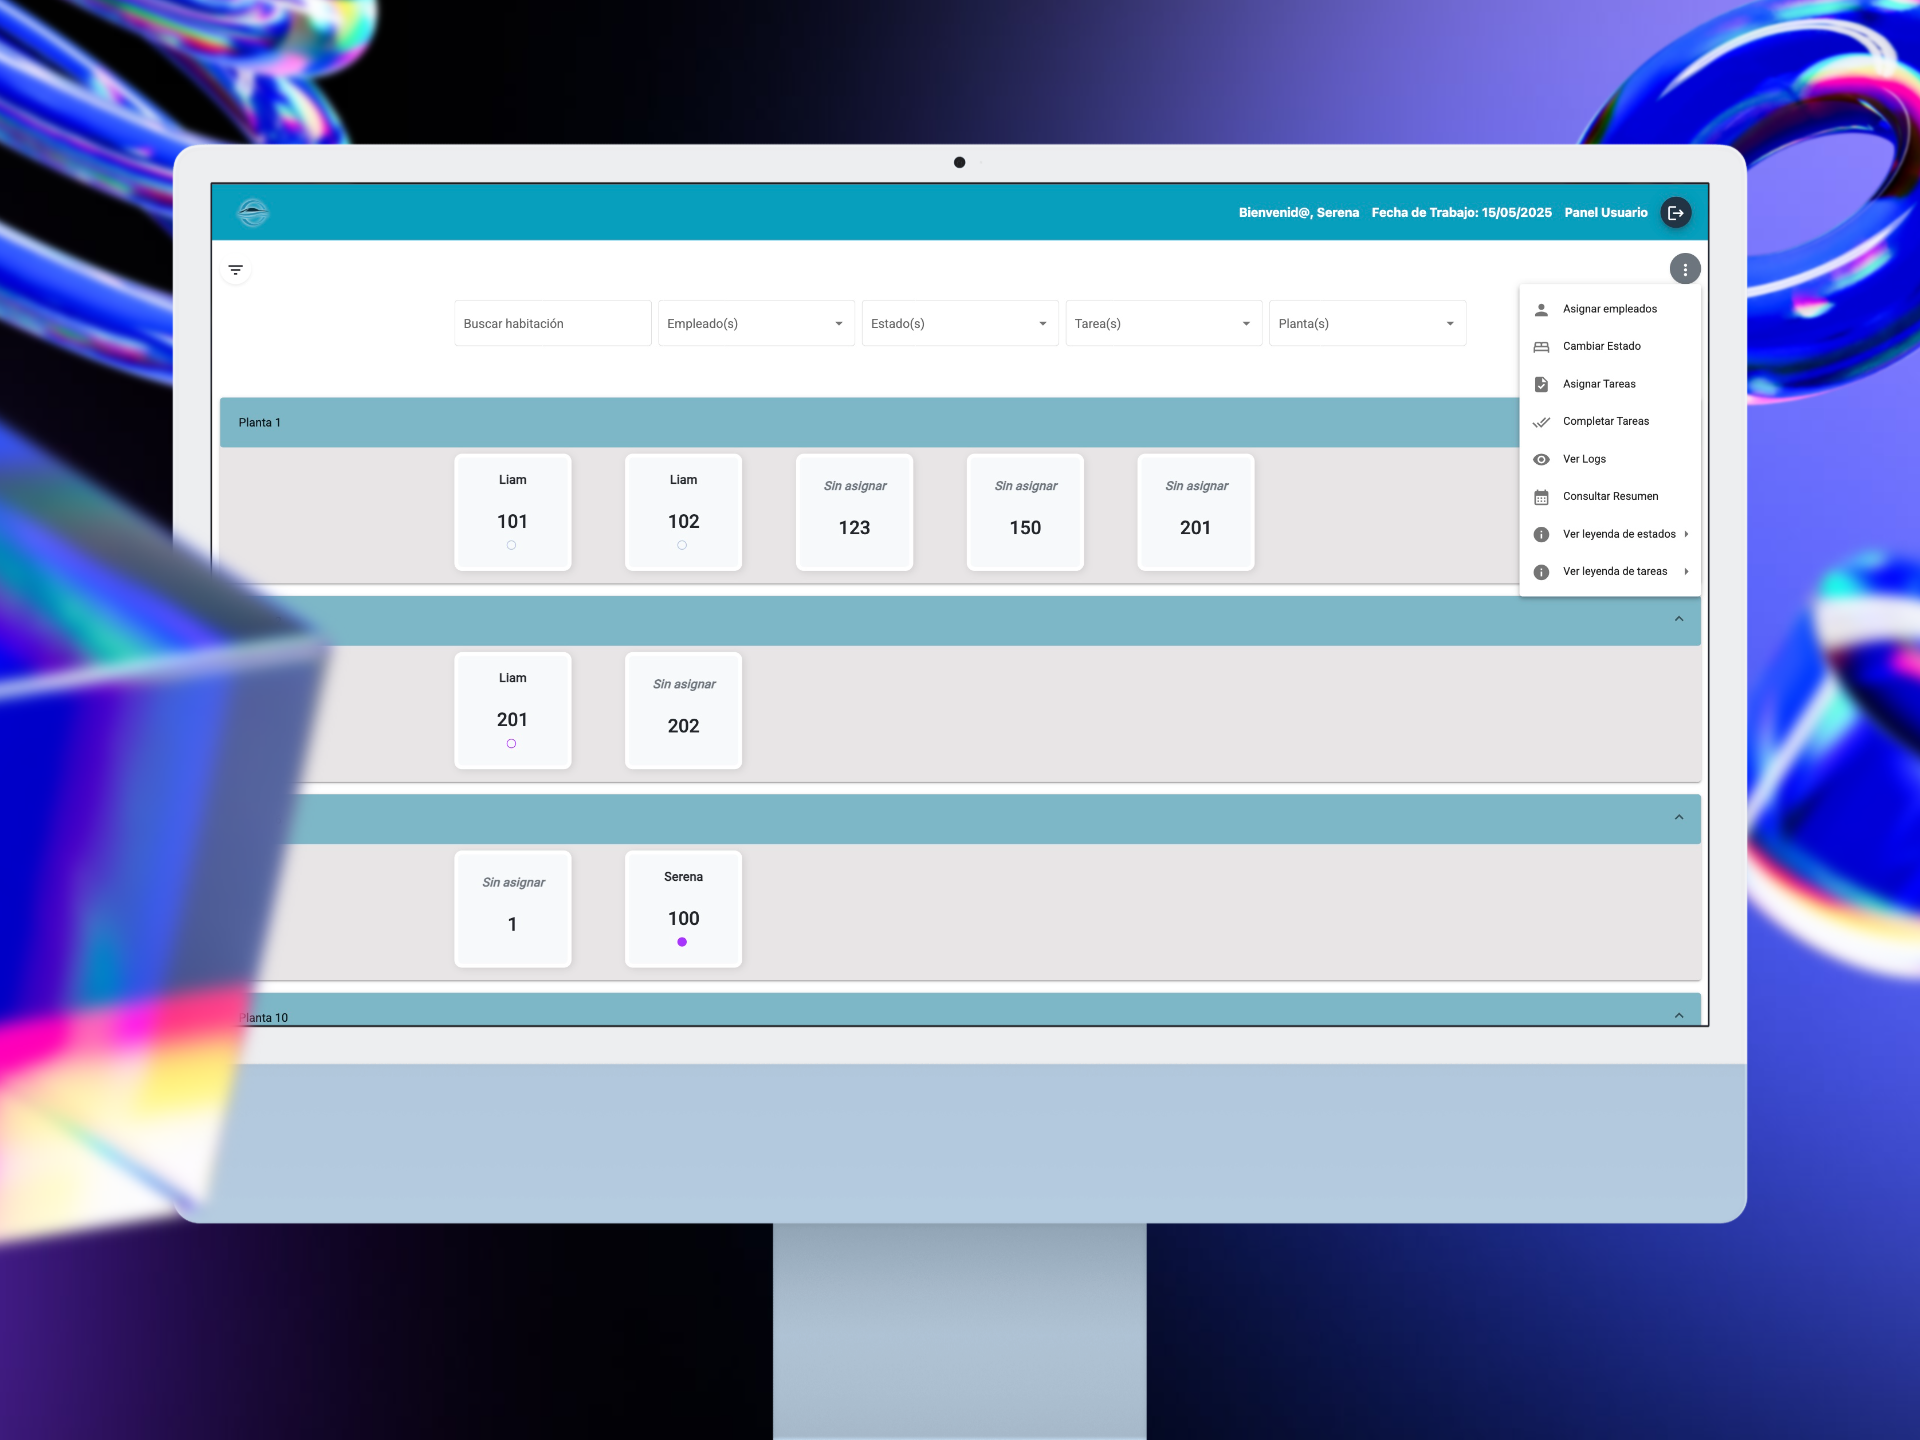 Bienvenid@, Serena Fecha de Trabajo: 15/05/2025 Panel Usuario
Buscar habitación Empleado(s) Estado(s) Tarea(s) Planta(s)
Asignar empleados
Cambiar Estado
Asignar Tareas
Completar Tareas
Ver Logs
Consultar Resumen
Ver leyenda de estados
Ver leyenda de tareas
Planta 1
Liam Liam Sin asignar Sin asignar Sin asignar
101 102 123 150 201
Liam Sin asignar
201 202
Sin asignar Serena
1 100
Planta 10